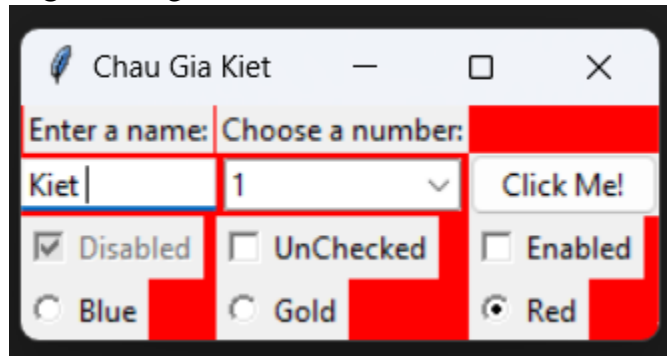 Chau Gia Kiet
Enter a name: Choose a number:
Kiet 1 Click Me!
Disabled UnChecked Enabled
Blue Gold Red